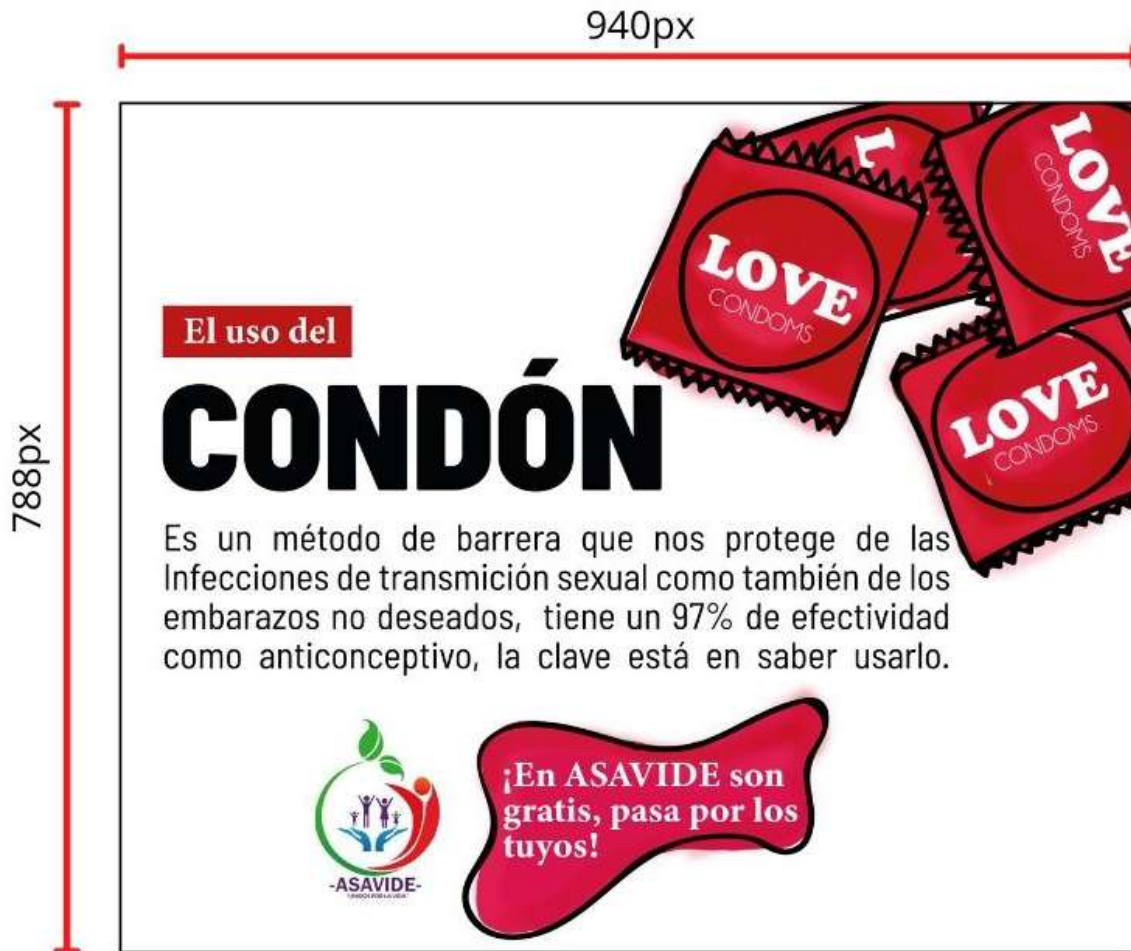 940px
788px
L
LOVE
CONDOMS
LOVE
CONDOMS
LOVE
CONDOMS
El uso del
CONDÓN
Es un método de barrera que nos protege de las
Infecciones de transmición sexual como también de los
embarazos no deseados, tiene un 97% de efectividad
como anticonceptivo, la clave está en saber usarlo.
¡En ASAVIDE son
gratis, pasa por los
tuyos!
-ASAVIDE-